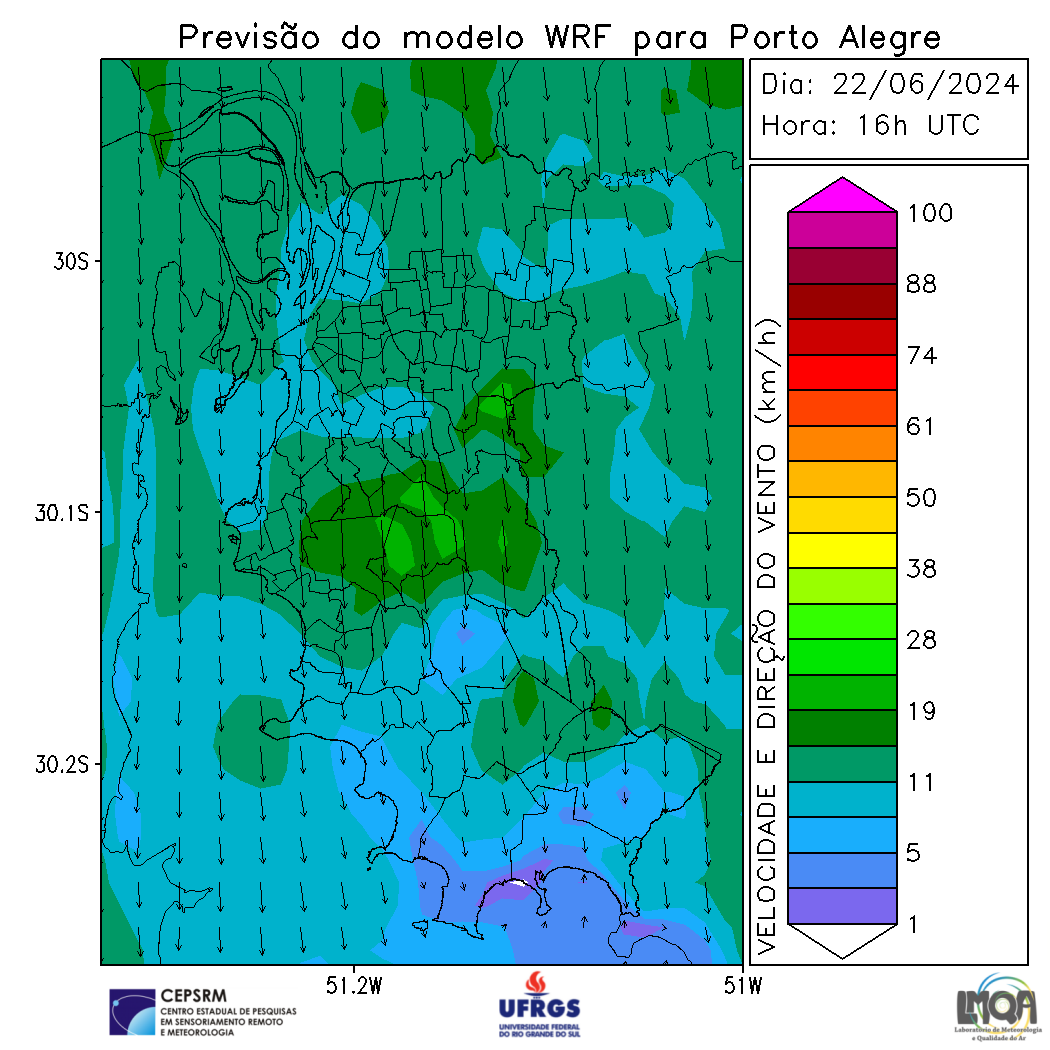 Previsão do modelo WRF para Porto Alegre
Dia: 22/06/2024
Hora: 16h UTC
30S
30.1S
30.2S
51.2W
51W
VELOCIDADE E DIREÇÃO DO VENTO (km/h)
100
88
74
61
50
38
28
19
11
5
1
CEPSRM
CENTRO ESTADUAL DE PESQUISAS
EM SENSORIAMENTO REMOTO
E METEOROLOGIA
UFRGS
UNIVERSIDADE FEDERAL
DO RIO GRANDE DO SUL
LMQA
Laboratório de Meteorologia
e Qualidade do Ar